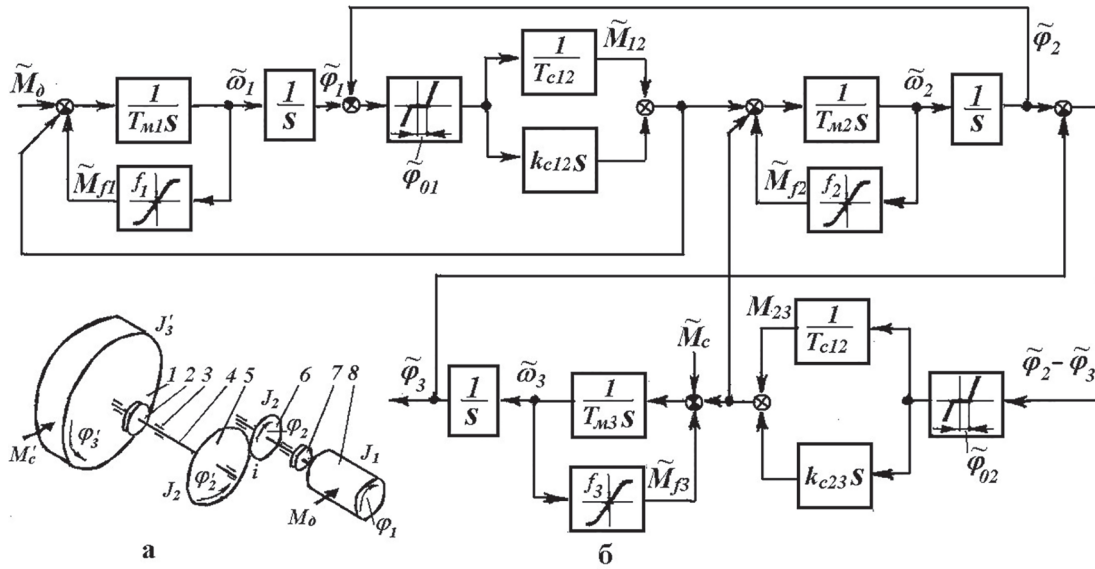 M̃∂
1
Tм1s
ω̃1
1
s
φ̃1
φ̃01
1
Tc12
M̃12
kc12s
1
Tм2s
ω̃2
1
s
φ̃2
M̃f1
f1
M̃f2
f2
φ̃3
1
s
ω̃3
1
Tм3s
M̃c
M23
1
Tc12
φ̃2 − φ̃3
f3
M̃f3
kc23s
φ̃02
J′3
1 2 3 4 5 6 7 8
M′c
φ′3
J2
φ′2
i
J2
φ2
J1
M∂
φ1
а
б